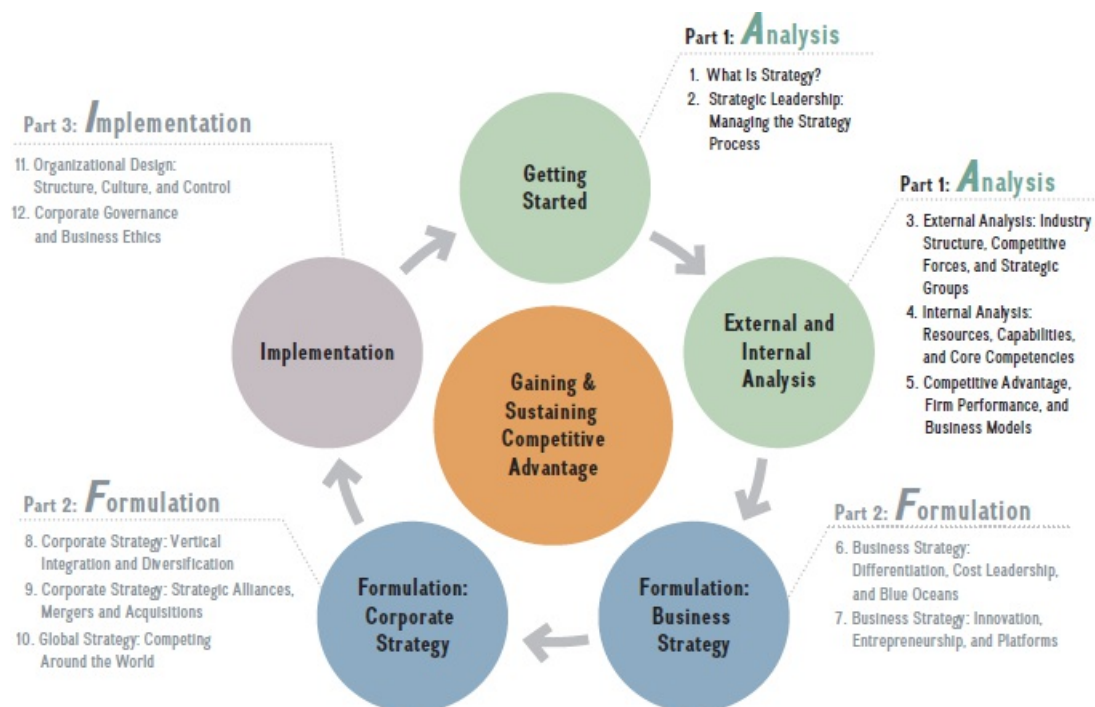 Part 1: Analysis
1. What Is Strategy?
2. Strategic Leadership:
Managing the Strategy
Process
Part 3: Implementation
11. Organizational Design:
Structure, Culture, and Control
12. Corporate Governance
and Business Ethics
Getting
Started
Part 1: Analysis
3. External Analysis: Industry
Structure, Competitive
Forces, and Strategic
Groups
4. Internal Analysis:
Resources, Capabilities,
and Core Competencies
5. Competitive Advantage,
Firm Performance, and
Business Models
Implementation
External and
Internal
Analysis
Gaining &
Sustaining
Competitive
Advantage
Part 2: Formulation
8. Corporate Strategy: Vertical
Integration and Diversification
9. Corporate Strategy: Strategic Alliances,
Mergers and Acquisitions
10. Global Strategy: Competing
Around the World
Formulation:
Corporate
Strategy
Formulation:
Business
Strategy
Part 2: Formulation
6. Business Strategy:
Differentiation, Cost Leadership,
and Blue Oceans
7. Business Strategy: Innovation,
Entrepreneurship, and Platforms